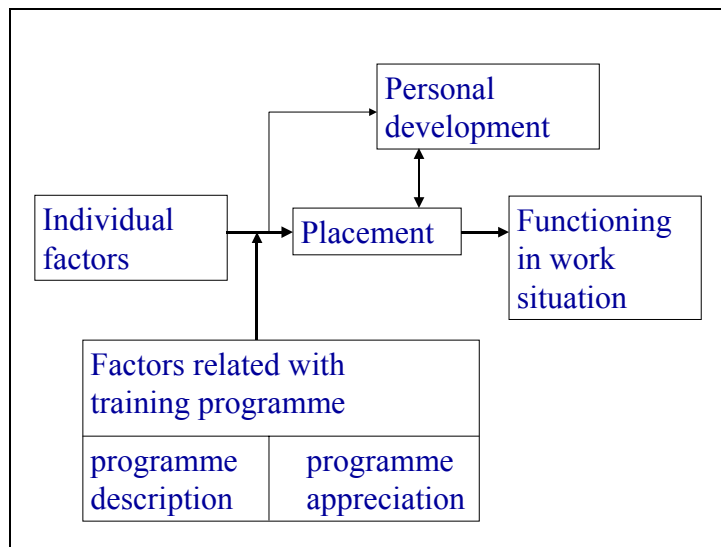 Personal
development
Individual
factors
Placement
Functioning
in work
situation
Factors related with
training programme
programme
description
programme
appreciation